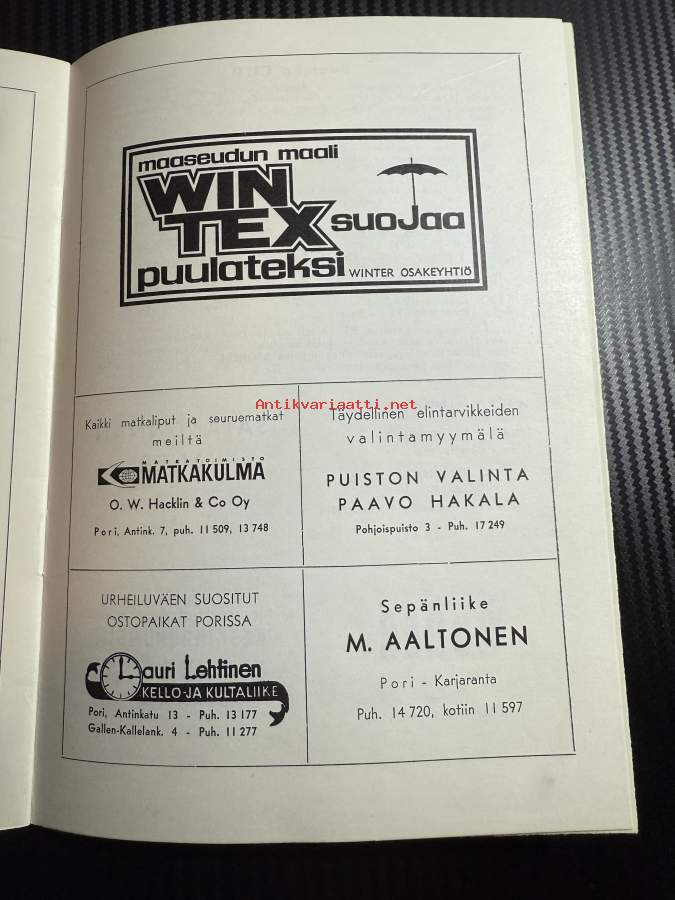 maaseudun maali
WIN
TEX suojaa
puulateksi WINTER OSAKEYHTIÖ
Antikvariaatti.net
Kaikki matkaliput ja seuruematkat
meiltä
MATKATOIMISTO
MATKAKULMA
O. W. Hacklin & Co Oy
Pori, Antink. 7, puh. 11 509, 13 748
Täydellinen elintarvikkeiden
valintamyymälä
PUISTON VALINTA
PAAVO HAKALA
Pohjoispuisto 3 - Puh. 17 249
URHEILUVÄEN SUOSITUT
OSTOPAIKAT PORISSA
Lauri Lehtinen
KELLO- JA KULTALIIKE
Pori, Antinkatu 13 - Puh. 13 177
Gallen-Kallelank. 4 - Puh. 11 277
Sepänliike
M. AALTONEN
Pori - Karjaranta
Puh. 14 720, kotiin 11 597